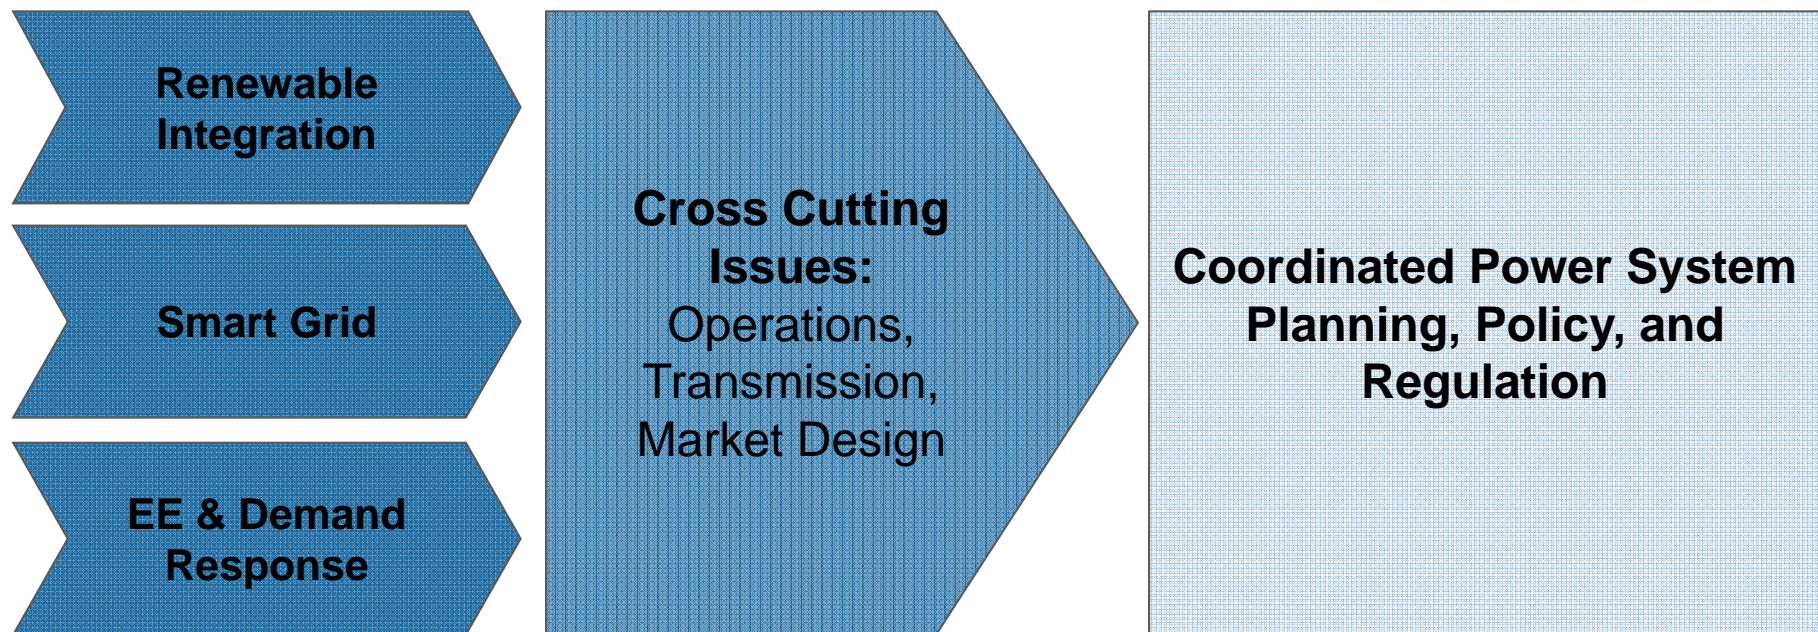 Renewable
Integration
Smart Grid
EE & Demand
Response
Cross Cutting
Issues:
Operations,
Transmission,
Market Design
Coordinated Power System
Planning, Policy, and
Regulation